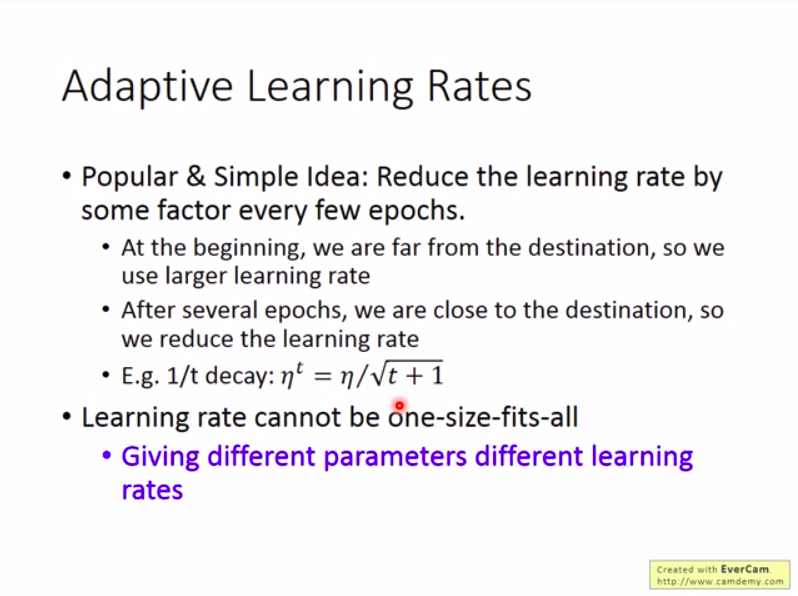 Adaptive Learning Rates
• Popular & Simple Idea: Reduce the learning rate by
some factor every few epochs.
• At the beginning, we are far from the destination, so we
use larger learning rate
• After several epochs, we are close to the destination, so
we reduce the learning rate
• E.g. 1/t decay: ηᵗ = η/√(t + 1)
• Learning rate cannot be one-size-fits-all
• Giving different parameters different learning
rates
Created with EverCam.
http://www.camdemy.com